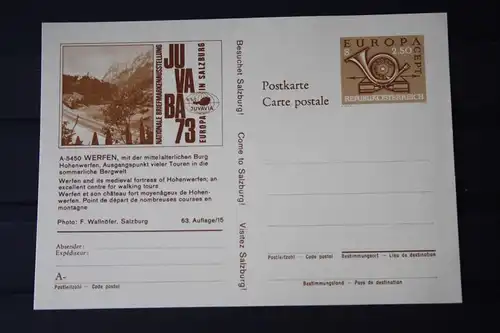 NATIONALE BRIEFMARKENAUSSTELLUNG
JU
VA
BA
73
EUROPA IN SALZBURG
JUVAVIA
A-5450 WERFEN, mit der mittelalterlichen Burg
Hohenwerfen, Ausgangspunkt vieler Touren in die
sommerliche Bergwelt
Werfen and its medieval fortress of Hohenwerfen; an
excellent centre for walking tours
Werfen et son château fort moyenâgeux de Hohen-
werfen. Point de départ de nombreuses courses en
montagne
Photo: F. Wallnöfer, Salzburg 63. Auflage/15
Absender:
Expéditeur:
A-
Postleitzahl - Code postal
Besuchet Salzburg! Come to Salzburg! Visitez Salzburg!
Postkarte
Carte postale
EUROPA CEPT
S 2.50
REPUBLIK ÖSTERREICH
Postleitzahl - Code postal Bestimmungsort - Lieu de destination
Bestimmungsland - Pays de destination